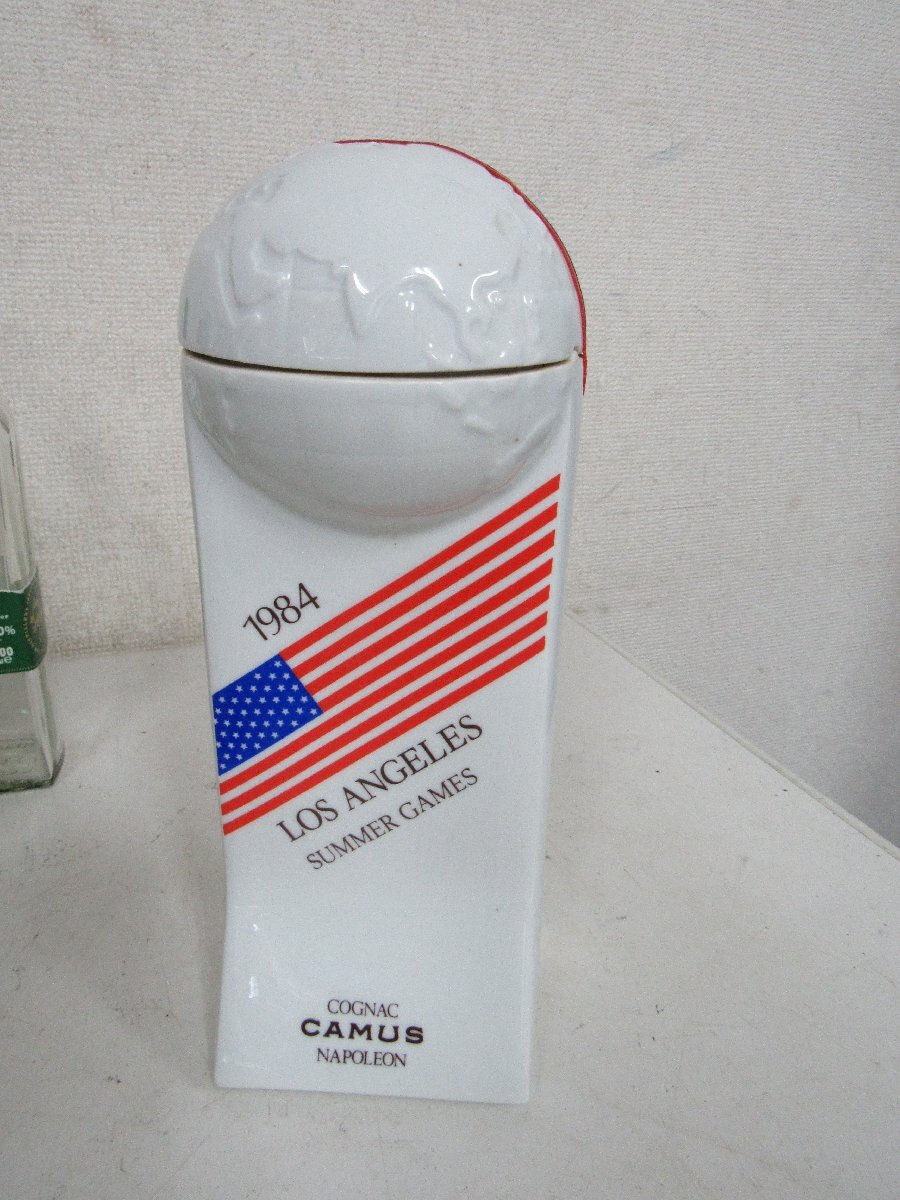 1984
LOS ANGELES
SUMMER GAMES
COGNAC
CAMUS
NAPOLEON